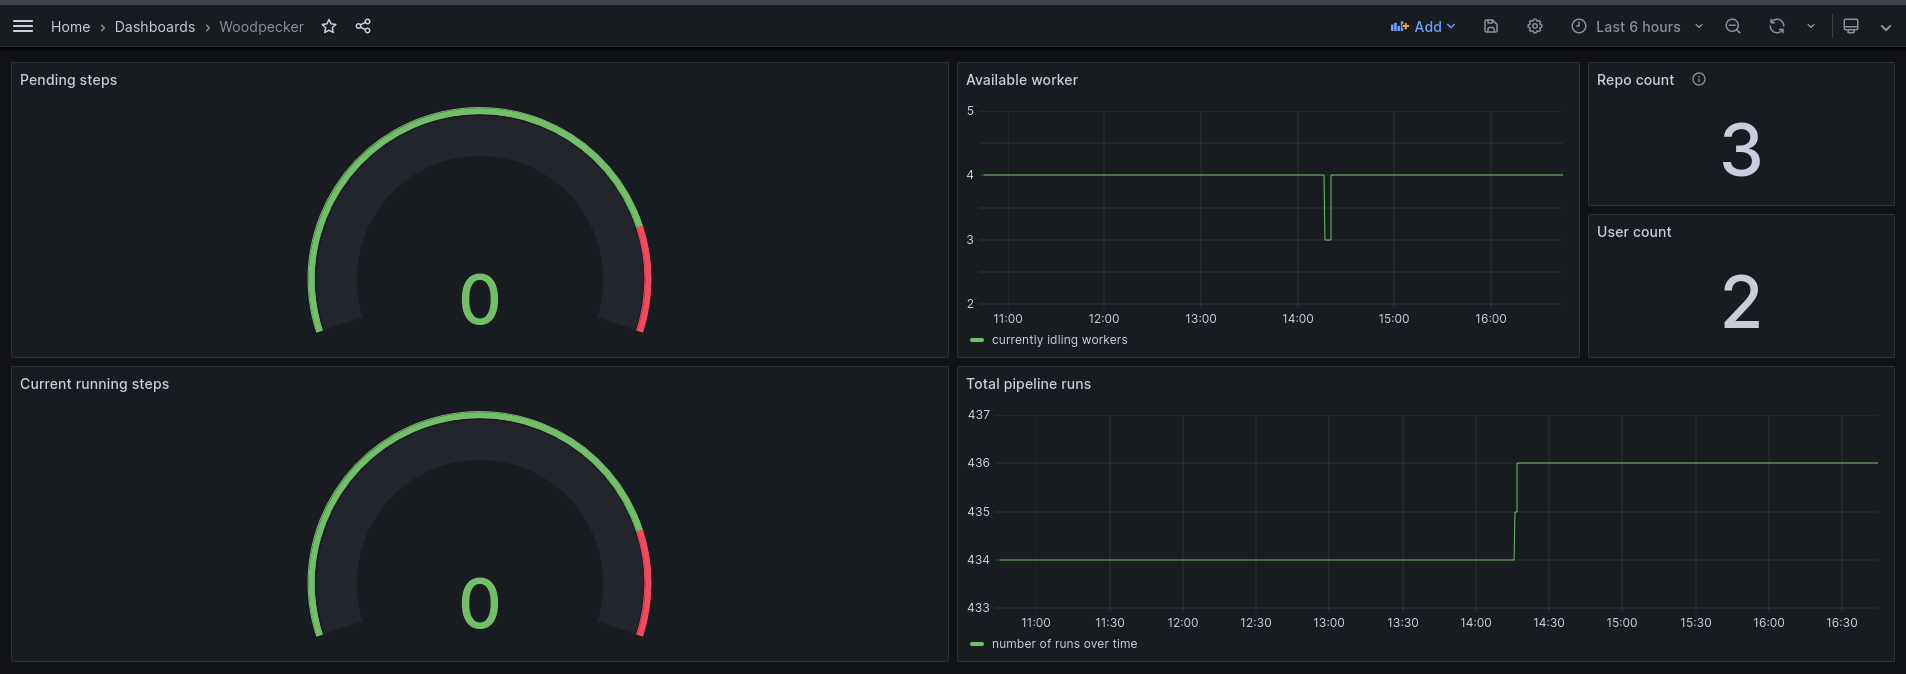 Home › Dashboards › Woodpecker
Add
Last 6 hours
Pending steps
0
Available worker
5
4
3
2
11:00 12:00 13:00 14:00 15:00 16:00
currently idling workers
Repo count
3
User count
2
Current running steps
0
Total pipeline runs
437
436
435
434
433
11:00 11:30 12:00 12:30 13:00 13:30 14:00 14:30 15:00 15:30 16:00 16:30
number of runs over time